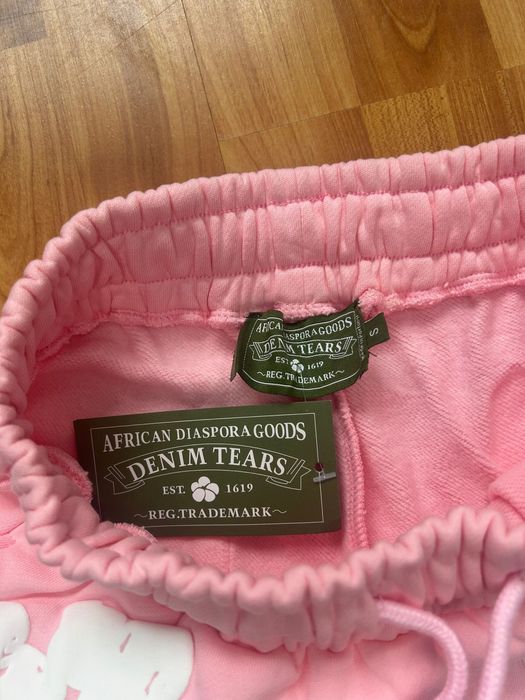 AFRICAN DIASPORA GOODS
DENIM TEARS
EST. 1619
REG. TRADEMARK
S
AFRICAN DIASPORA GOODS
DENIM TEARS
EST. 1619
~REG.TRADEMARK~